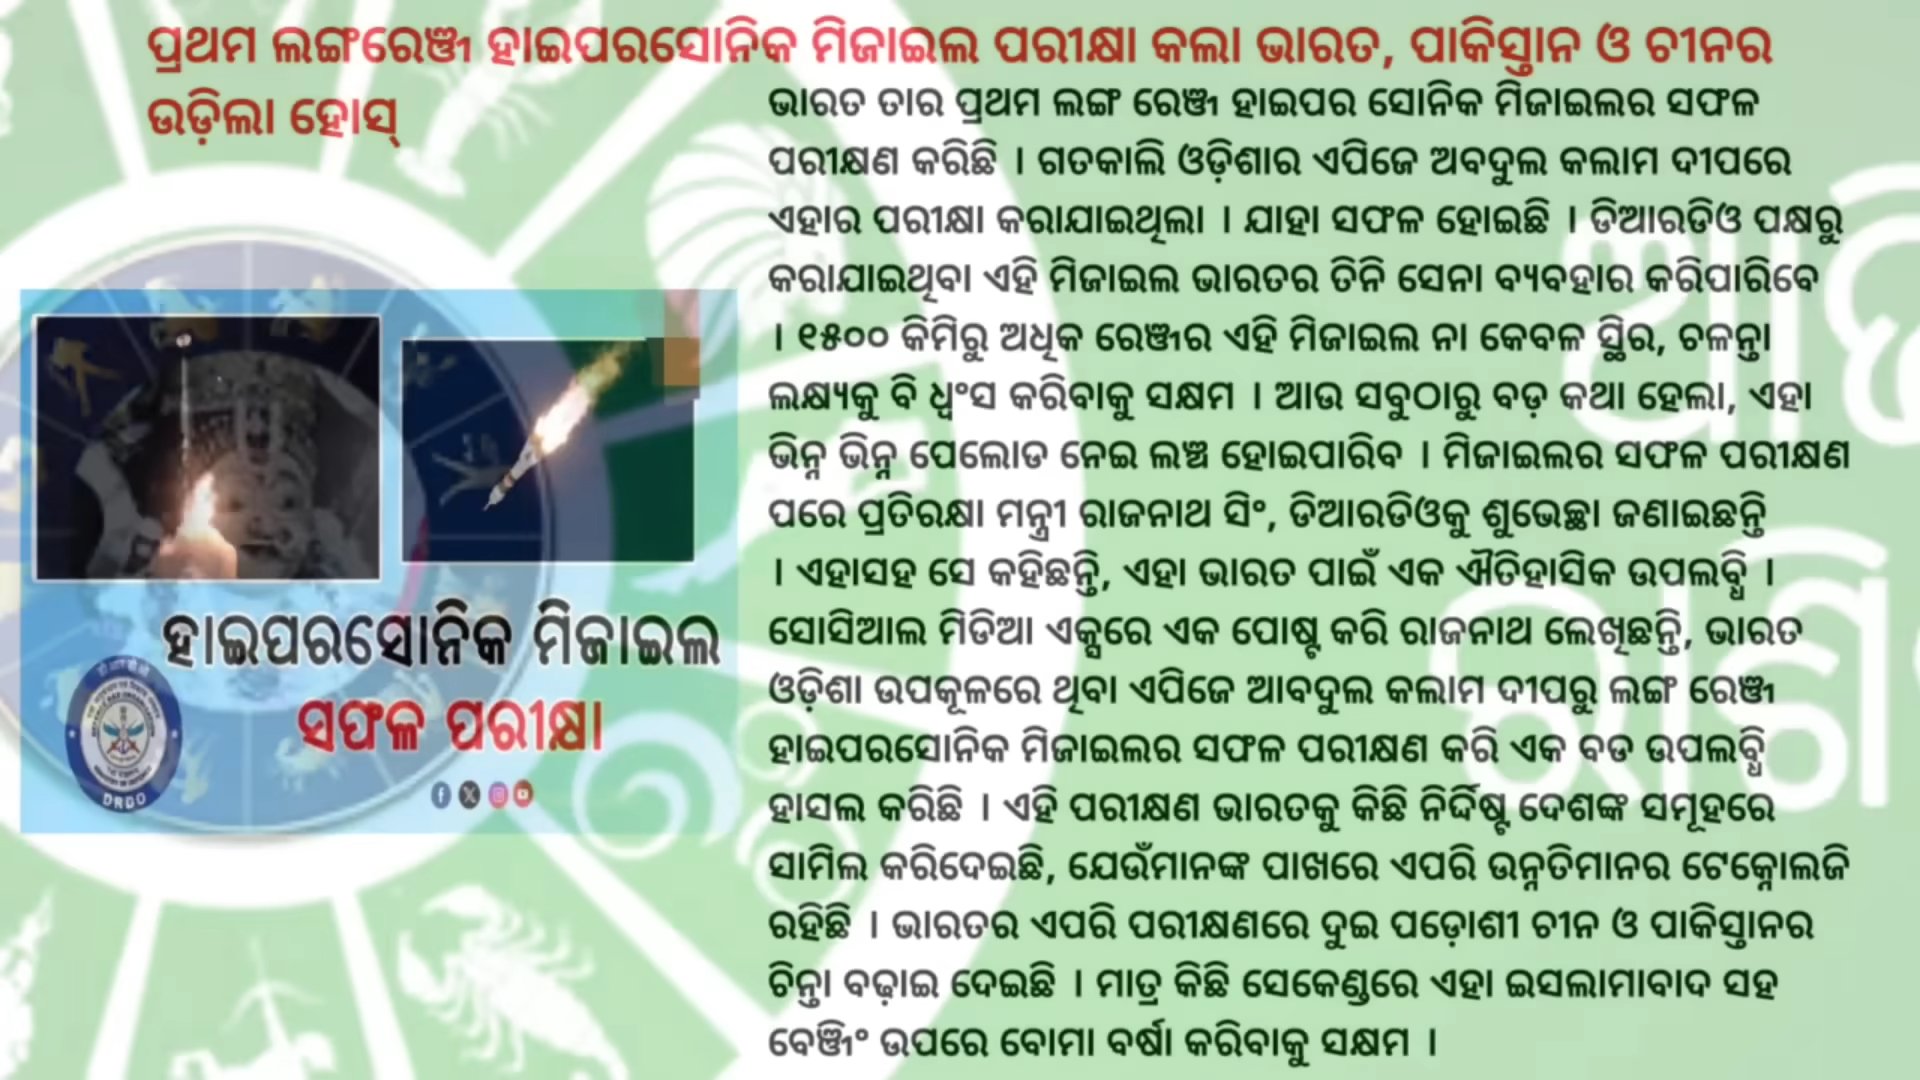 ପ୍ରଥମ ଲଙ୍ଗରେଞ୍ଜ ହାଇପରସୋନିକ ମିଜାଇଲ ପରୀକ୍ଷା କଲା ଭାରତ, ପାକିସ୍ତାନ ଓ ଚୀନର
ଉଡ଼ିଲା ହୋସ୍
ଭାରତ ତାର ପ୍ରଥମ ଲଙ୍ଗ ରେଞ୍ଜ ହାଇପର ସୋନିକ ମିଜାଇଲର ସଫଳ
ପରୀକ୍ଷଣ କରିଛି । ଗତକାଲି ଓଡ଼ିଶାର ଏପିଜେ ଅବଦୁଲ କଲାମ ଦ୍ୀପରେ
ଏହାର ପରୀକ୍ଷା କରାଯାଇଥିଲା । ଯାହା ସଫଳ ହୋଇଛି । ଡିଆରଡିଓ ପକ୍ଷରୁ
କରାଯାଇଥିବା ଏହି ମିଜାଇଲ ଭାରତର ତିନି ସେନା ବ୍ୟବହାର କରିପାରିବେ
। ୧୫୦୦ କିମିରୁ ଅଧିକ ରେଞ୍ଜର ଏହି ମିଜାଇଲ ନା କେବଳ ସ୍ଥିର, ଚଳନ୍ତା
ଲକ୍ଷ୍ୟକୁ ବି ଧ୍ୱଂସ କରିବାକୁ ସକ୍ଷମ । ଆଉ ସବୁଠାରୁ ବଡ଼ କଥା ହେଲା, ଏହା
ଭିନ୍ନ ଭିନ୍ନ ପେଲୋଡ ନେଇ ଲଞ୍ଚ ହୋଇପାରିବ । ମିଜାଇଲର ସଫଳ ପରୀକ୍ଷଣ
ପରେ ପ୍ରତିରକ୍ଷା ମନ୍ତ୍ରୀ ରାଜନାଥ ସିଂ, ଡିଆରଡିଓକୁ ଶୁଭେଚ୍ଛା ଜଣାଇଛନ୍ତି
। ଏହାସହ ସେ କହିଛନ୍ତି, ଏହା ଭାରତ ପାଇଁ ଏକ ଐତିହାସିକ ଉପଲବ୍ଧି ।
ସୋସିଆଲ ମିଡିଆ ଏକ୍ସରେ ଏକ ପୋଷ୍ଟ କରି ରାଜନାଥ ଲେଖିଛନ୍ତି, ଭାରତ
ଓଡ଼ିଶା ଉପକୂଳରେ ଥିବା ଏପିଜେ ଆବଦୁଲ କଲାମ ଦୀପରୁ ଲଙ୍ଗ ରେଞ୍ଜ
ହାଇପରସୋନିକ ମିଜାଇଲର ସଫଳ ପରୀକ୍ଷଣ କରି ଏକ ବଡ ଉପଲବ୍ଧି
ହାସଲ କରିଛି । ଏହି ପରୀକ୍ଷଣ ଭାରତକୁ କିଛି ନିର୍ଦ୍ଦିଷ୍ଟ ଦେଶଙ୍କ ସମୂହରେ
ସାମିଲ କରିଦେଇଛି, ଯେଉଁମାନଙ୍କ ପାଖରେ ଏପରି ଉନ୍ନତିମାନର ଟେକ୍ନୋଲଜି
ରହିଛି । ଭାରତର ଏପରି ପରୀକ୍ଷଣରେ ଦୁଇ ପଡ଼ୋଶୀ ଚୀନ ଓ ପାକିସ୍ତାନର
ଚିନ୍ତା ବଢ଼ାଇ ଦେଇଛି । ମାତ୍ର କିଛି ସେକେଣ୍ଡରେ ଏହା ଇସଲାମାବାଦ ସହ
ବେଞ୍ଜିଂ ଉପରେ ବୋମା ବର୍ଷା କରିବାକୁ ସକ୍ଷମ ।
ହାଇପରସୋନିକ ମିଜାଇଲ
ସଫଳ ପରୀକ୍ଷା
DRDO